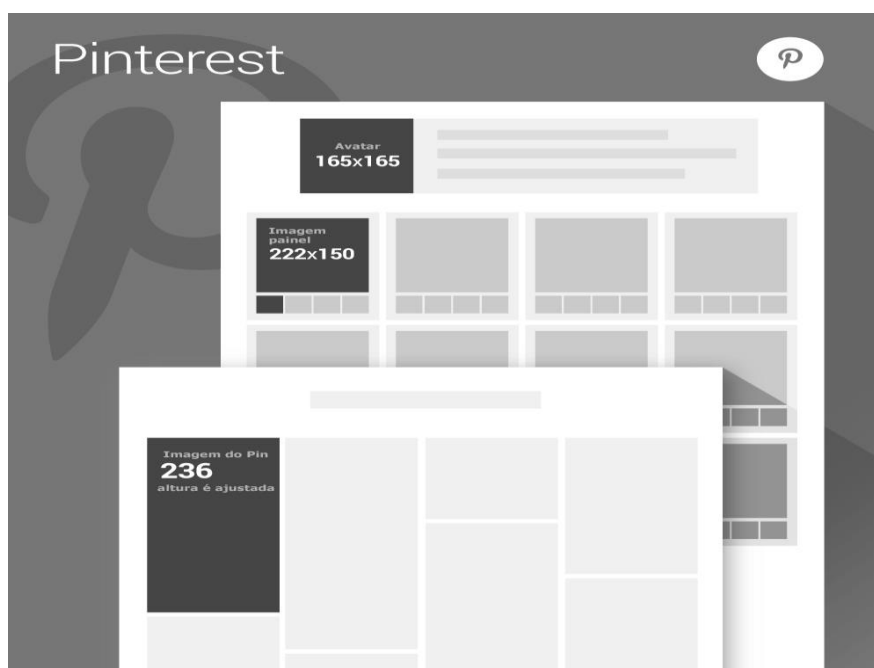 Pinterest
Avatar
165x165
Imagem
painel
222x150
Imagem do Pin
236
altura é ajustada